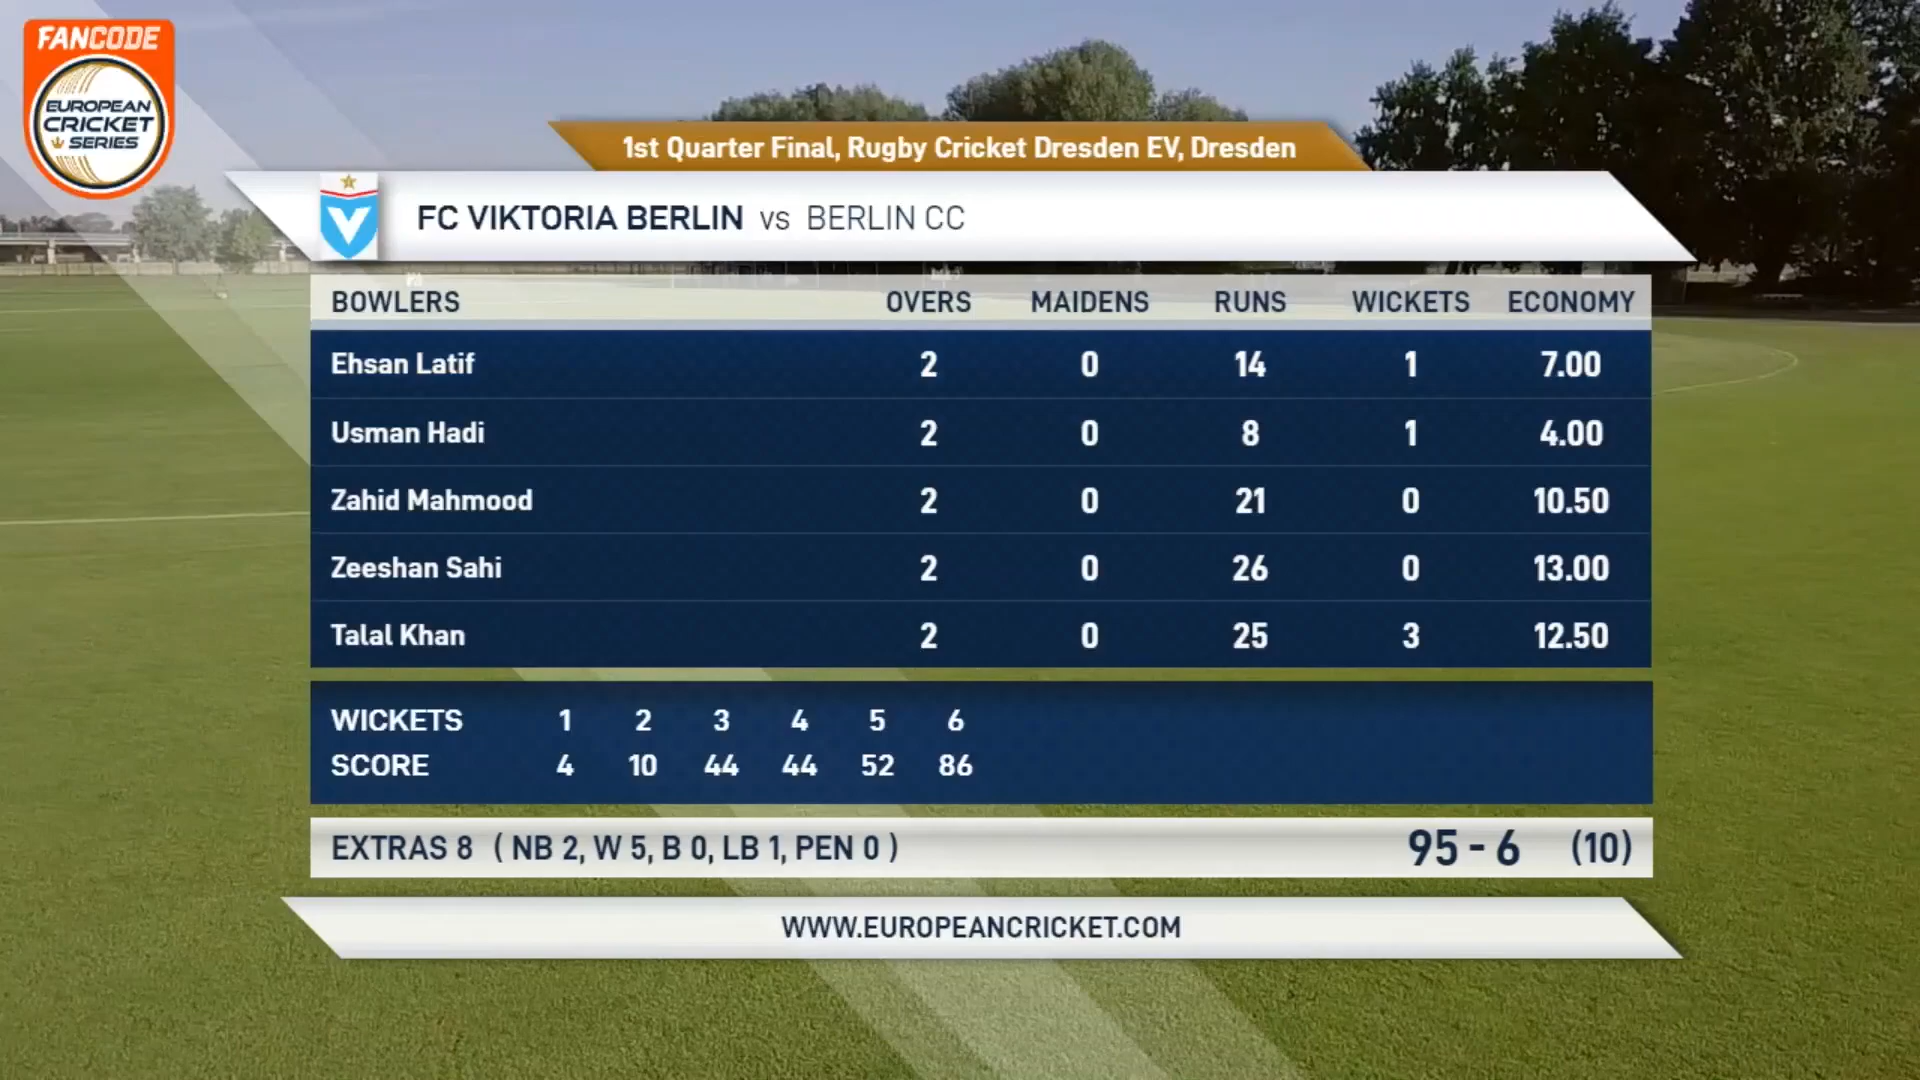 FANCODE
EUROPEAN
CRICKET
SERIES
1st Quarter Final, Rugby Cricket Dresden EV, Dresden
FC VIKTORIA BERLIN vs BERLIN CC
BOWLERS OVERS MAIDENS RUNS WICKETS ECONOMY
Ehsan Latif 2 0 14 1 7.00
Usman Hadi 2 0 8 1 4.00
Zahid Mahmood 2 0 21 0 10.50
Zeeshan Sahi 2 0 26 0 13.00
Talal Khan 2 0 25 3 12.50
WICKETS 1 2 3 4 5 6
SCORE 4 10 44 44 52 86
EXTRAS 8 ( NB 2, W 5, B 0, LB 1, PEN 0 ) 95 - 6 (10)
WWW.EUROPEANCRICKET.COM